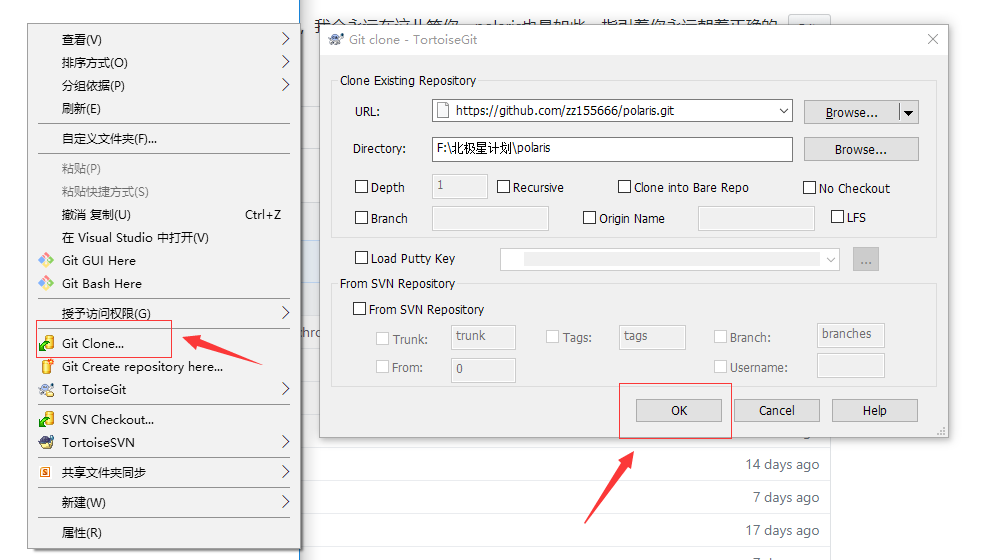 查看(V)
排序方式(O)
分组依据(P)
刷新(E)
自定义文件夹(F)...
粘贴(P)
粘贴快捷方式(S)
撤消 复制(U) Ctrl+Z
在 Visual Studio 中打开(V)
Git GUI Here
Git Bash Here
授予访问权限(G)
Git Clone...
Git Create repository here...
TortoiseGit
SVN Checkout...
TortoiseSVN
共享文件夹同步
新建(W)
属性(R)
Git clone - TortoiseGit
Clone Existing Repository
URL: https://github.com/zz155666/polaris.git Browse...
Directory: F:\北极星计划\polaris Browse...
Depth 1 Recursive Clone into Bare Repo No Checkout
Branch Origin Name LFS
Load Putty Key ...
From SVN Repository
From SVN Repository
Trunk: trunk Tags: tags Branch: branches
From: 0 Username:
OK Cancel Help
14 days ago
7 days ago
17 days ago